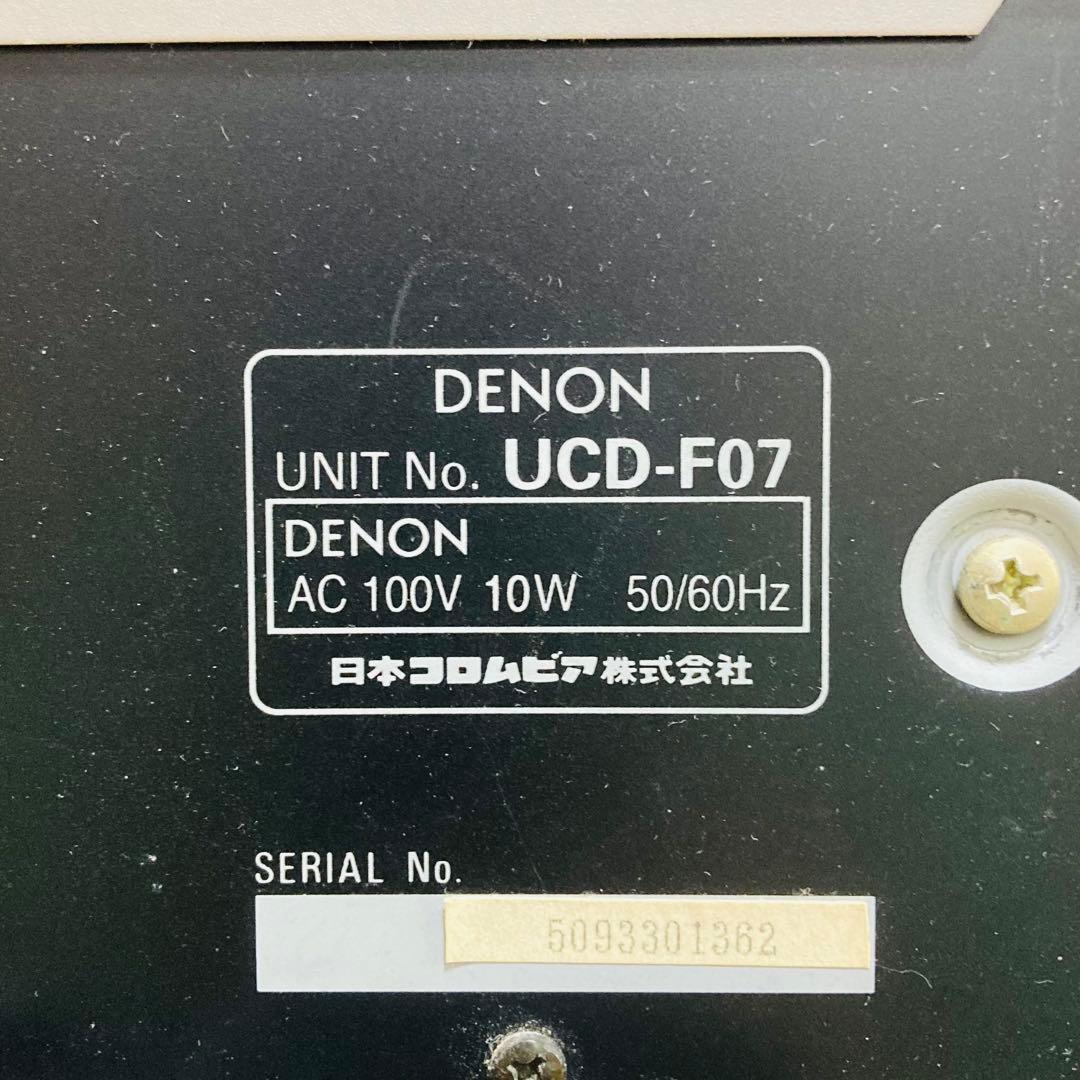 DENON
UNIT No. UCD-F07
DENON
AC 100V 10W 50/60Hz
日本コロムビア株式会社
SERIAL No.
5093301362